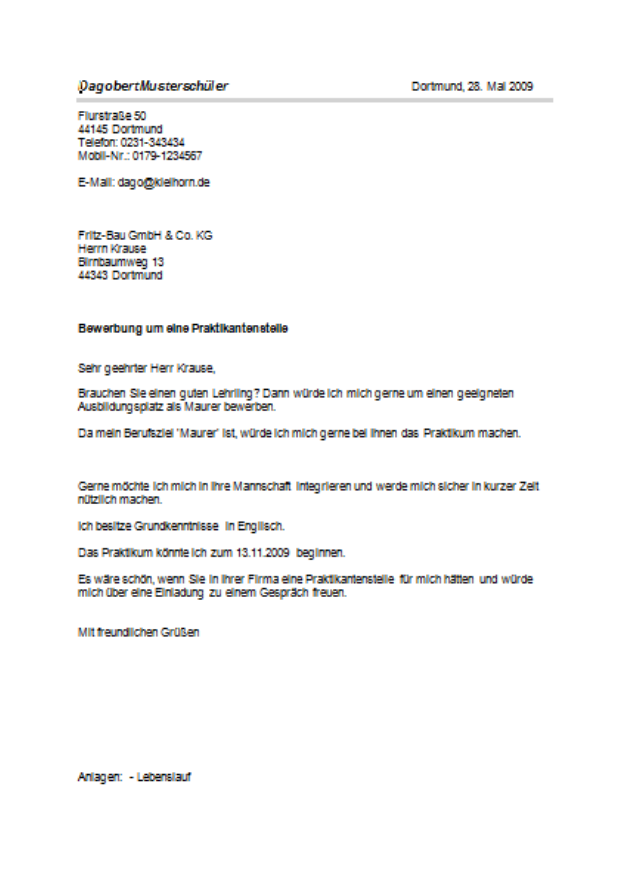 DagobertMusterschüler Dortmund, 28. Mai 2009
Flurstraße 50
44145 Dortmund
Telefon: 0231-343434
Mobil-Nr.: 0179-1234567
E-Mail: dago@kleihorn.de
Fritz-Bau GmbH & Co. KG
Herrn Krause
Birnbaumweg 13
44343 Dortmund
Bewerbung um eine Praktikantenstelle
Sehr geehrter Herr Krause,
Brauchen Sie einen guten Lehrling? Dann würde ich mich gerne um einen geeigneten
Ausbildungsplatz als Maurer bewerben.
Da mein Berufsziel 'Maurer' ist, würde ich mich gerne bei Ihnen das Praktikum machen.
Gerne möchte ich mich in Ihre Mannschaft integrieren und werde mich sicher in kurzer Zeit
nützlich machen.
Ich besitze Grundkenntnisse in Englisch.
Das Praktikum könnte ich zum 13.11.2009 beginnen.
Es wäre schön, wenn Sie in Ihrer Firma eine Praktikantenstelle für mich hätten und würde
mich über eine Einladung zu einem Gespräch freuen.
Mit freundlichen Grüßen
Anlagen: - Lebenslauf